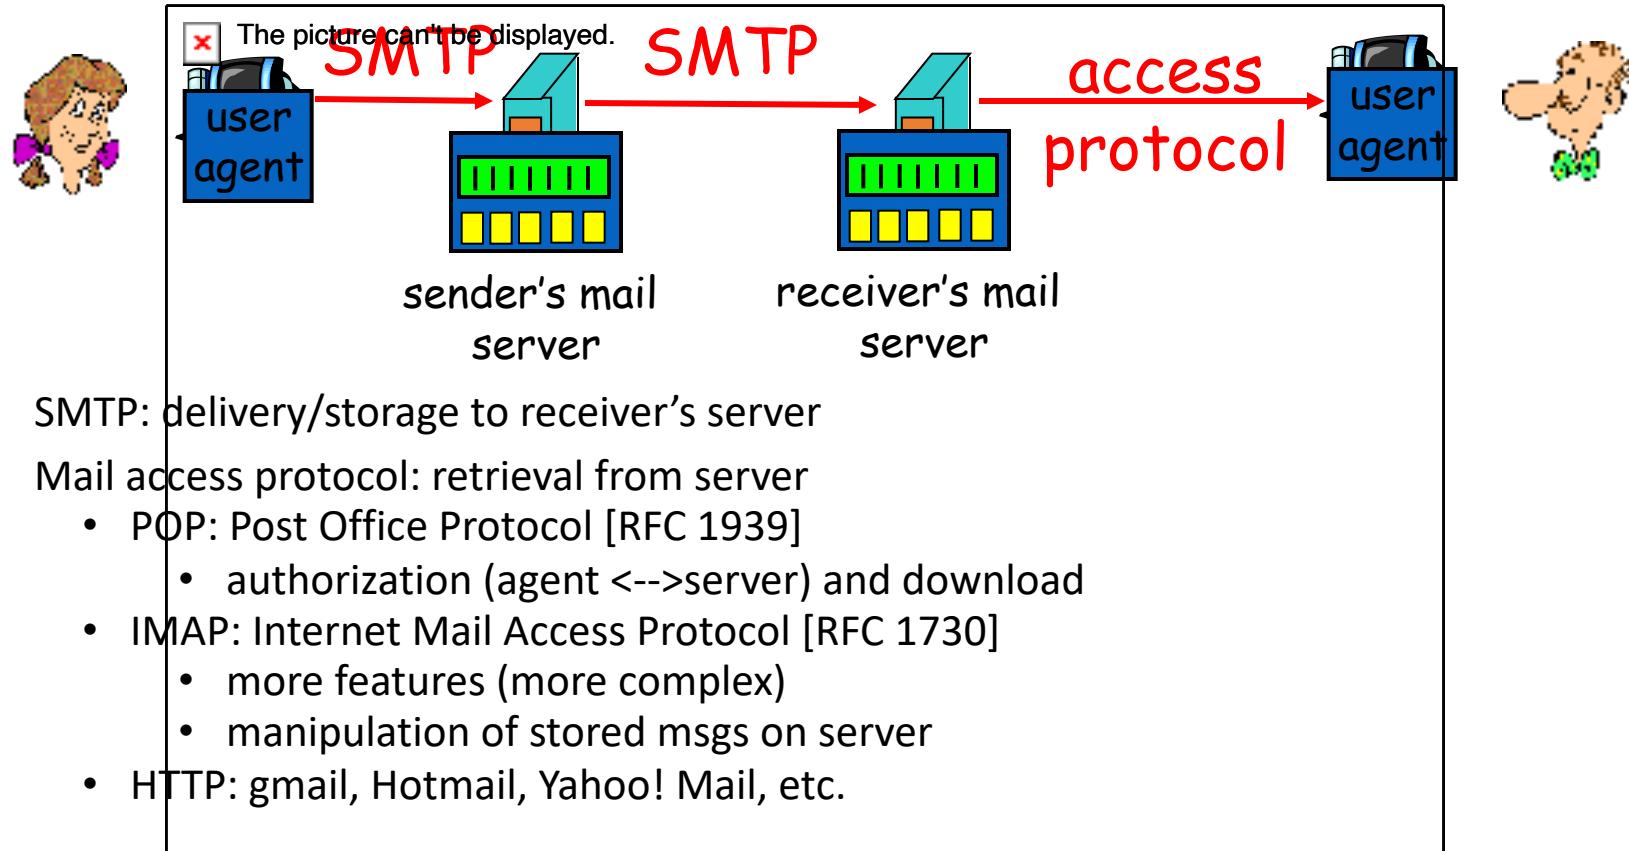 The picture can't be displayed.
SMTP
SMTP
access
protocol
user
agent
user
agent
sender's mail
server
receiver's mail
server
SMTP: delivery/storage to receiver’s server
Mail access protocol: retrieval from server
• POP: Post Office Protocol [RFC 1939]
• authorization (agent <-->server) and download
• IMAP: Internet Mail Access Protocol [RFC 1730]
• more features (more complex)
• manipulation of stored msgs on server
• HTTP: gmail, Hotmail, Yahoo! Mail, etc.